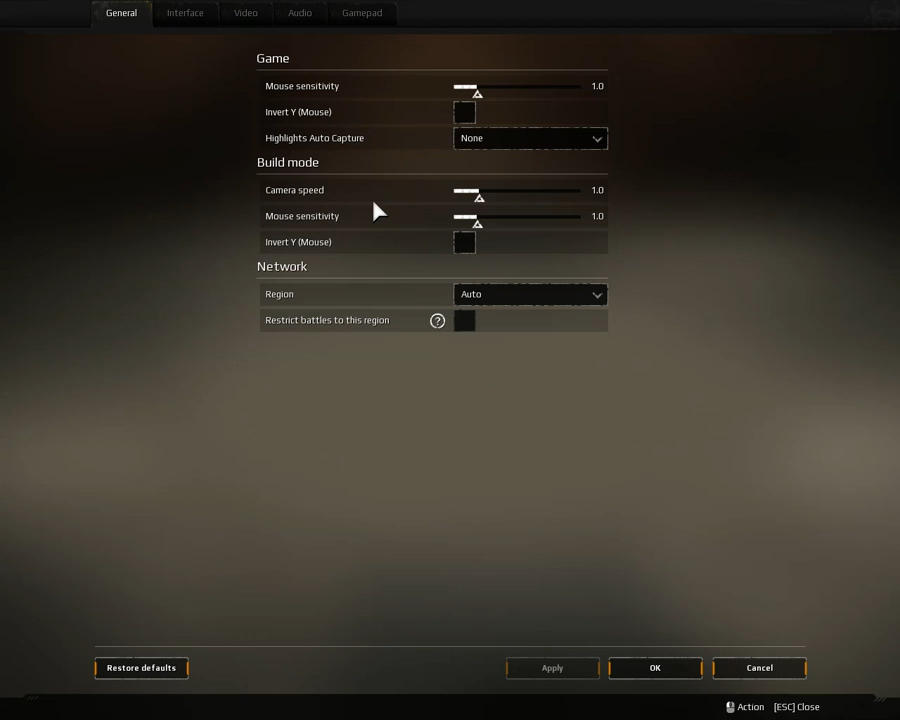 General Interface Video Audio Gamepad
Game
Mouse sensitivity 1.0
Invert Y (Mouse)
Highlights Auto Capture None
Build mode
Camera speed 1.0
Mouse sensitivity 1.0
Invert Y (Mouse)
Network
Region Auto
Restrict battles to this region ?
Restore defaults Apply OK Cancel
Action [ESC] Close